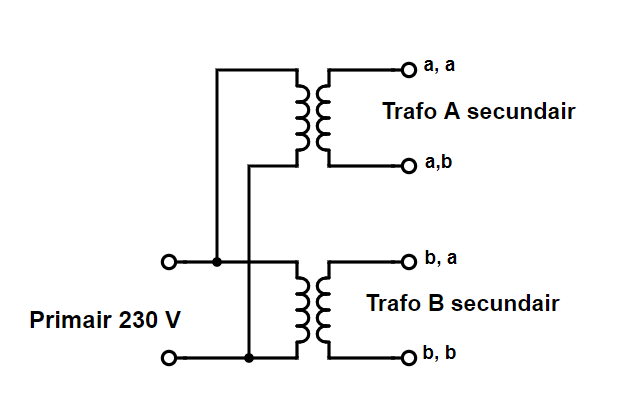 a, a
Trafo A secundair
a,b
b, a
Trafo B secundair
Primair 230 V
b, b